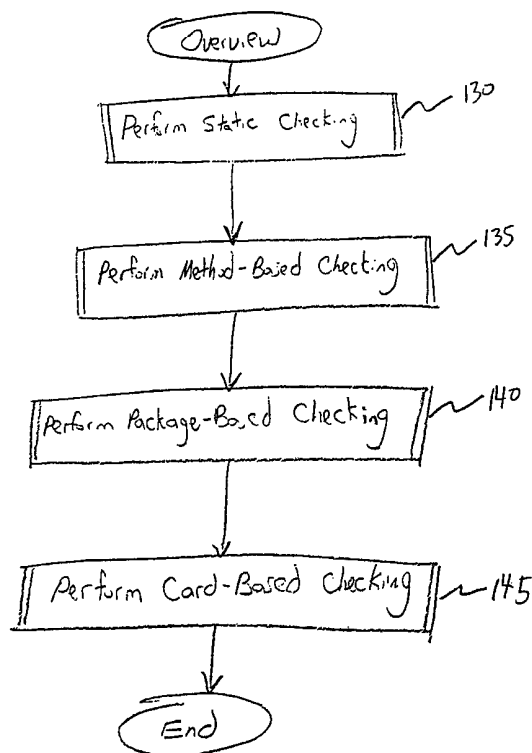 Overview
Perform Static Checking
130
Perform Method-Based Checking
135
Perform Package-Based Checking
140
Perform Card-Based Checking
145
End